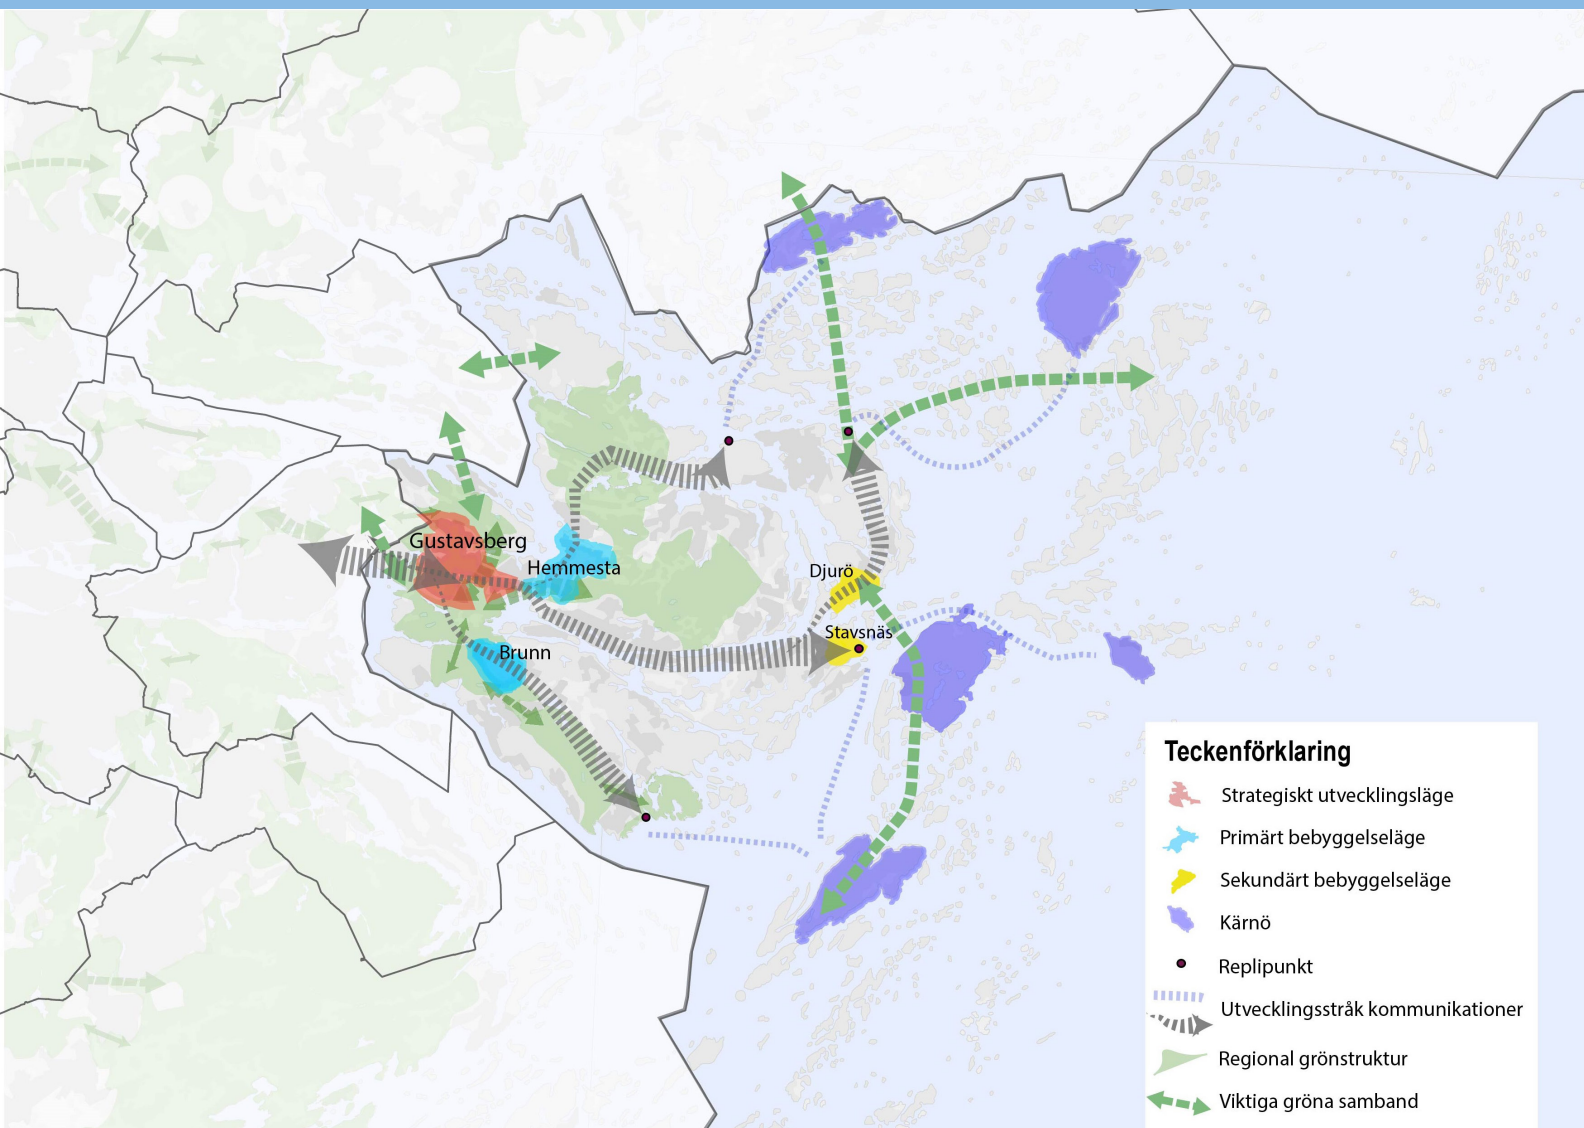 Gustavsberg
Hemmesta
Djurö
Stavsnäs
Brunn
Teckenförklaring
Strategiskt utvecklingsläge
Primärt bebyggelseläge
Sekundärt bebyggelseläge
Kärnö
Replipunkt
Utvecklingsstråk kommunikationer
Regional grönstruktur
Viktiga gröna samband